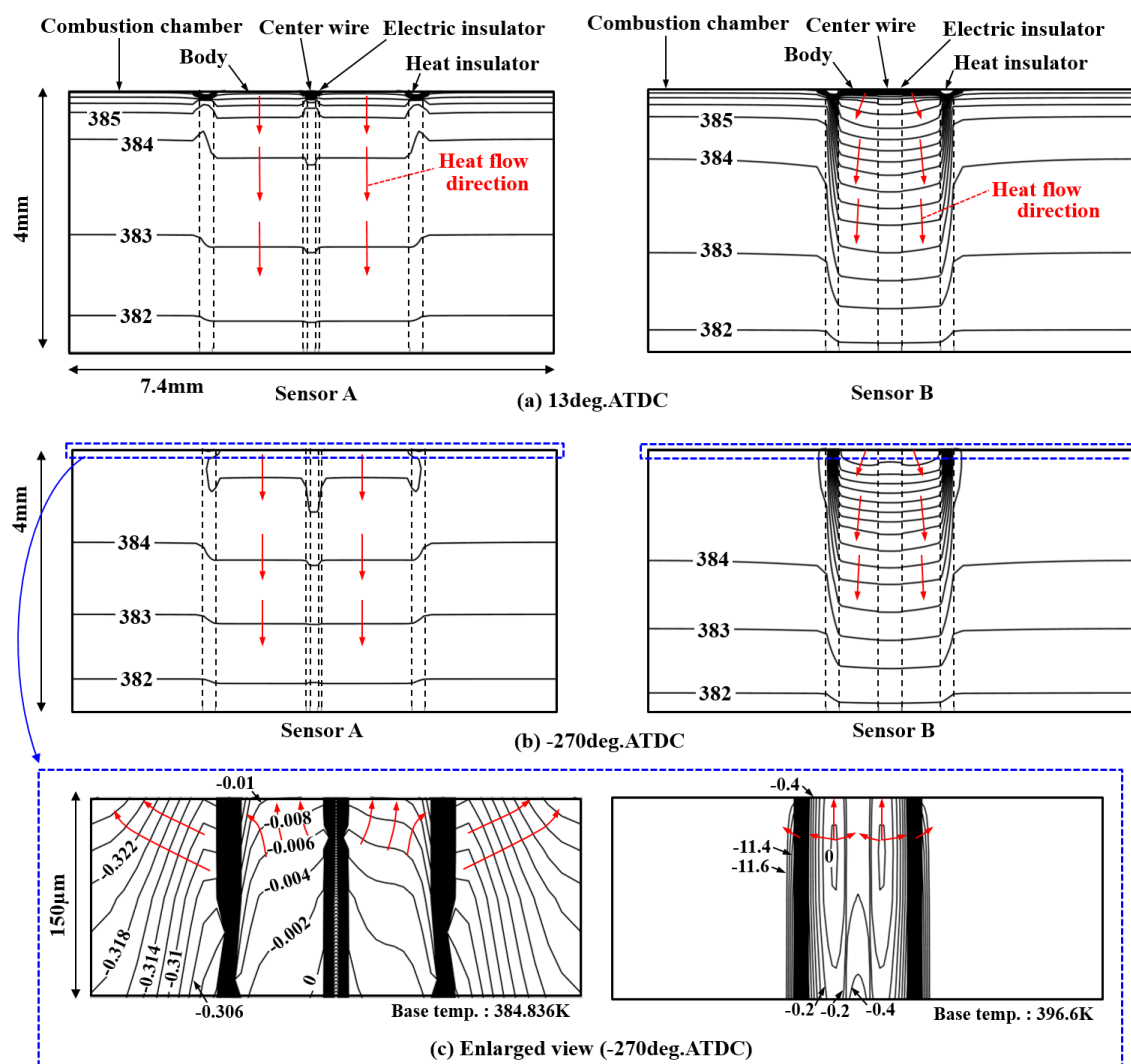 Combustion chamber
Center wire
Electric insulator
Body
Heat insulator
385
384
383
382
Heat flow
direction
4mm
7.4mm
Sensor A
Combustion chamber
Center wire
Electric insulator
Body
Heat insulator
385
384
383
382
Heat flow
direction
Sensor B
(a) 13deg.ATDC
4mm
384
383
382
Sensor A
384
383
382
Sensor B
(b) -270deg.ATDC
150μm
-0.01
-0.008
-0.006
-0.004
-0.002
0
-0.322
-0.318
-0.314
-0.31
-0.306
Base temp. : 384.836K
-0.4
-11.4
-11.6
0
-0.2
-0.2
-0.4
Base temp. : 396.6K
(c) Enlarged view (-270deg.ATDC)